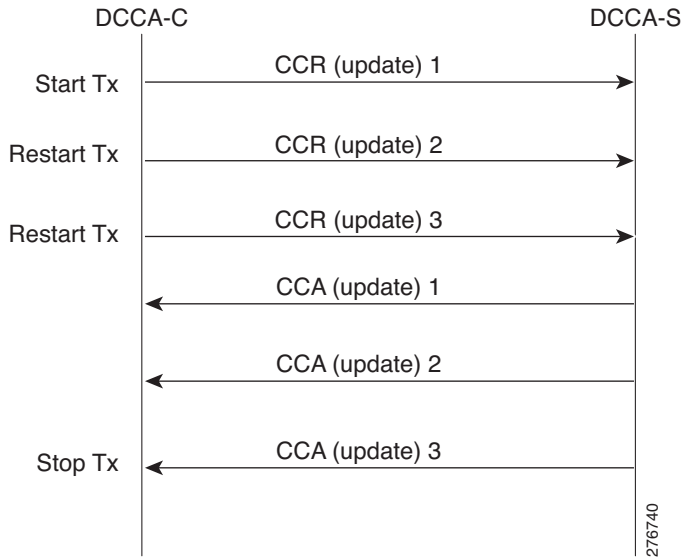 DCCA-C
DCCA-S
Start Tx
CCR (update) 1
Restart Tx
CCR (update) 2
Restart Tx
CCR (update) 3
CCA (update) 1
CCA (update) 2
Stop Tx
CCA (update) 3
276740